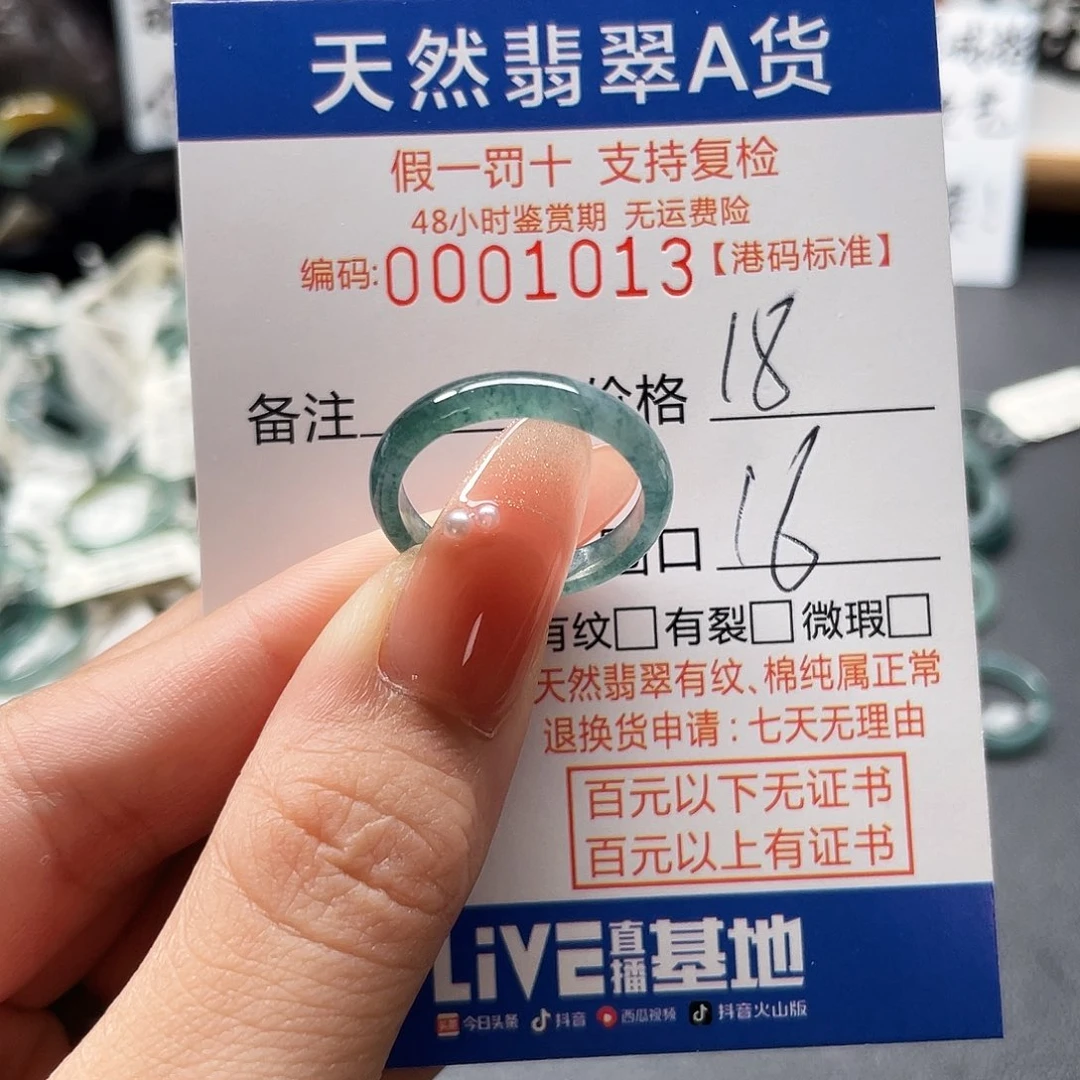 天然翡翠A货
假一罚十 支持复检
48小时鉴赏期 无运费险
编码:0001013【港码标准】
备注 价格 18
圈口 16
有纹□有裂□微瑕□
天然翡翠有纹、棉纯属正常
退换货申请：七天无理由
百元以下无证书
百元以上有证书
LiVE直播基地
今日头条 抖音 西瓜视频 抖音火山版